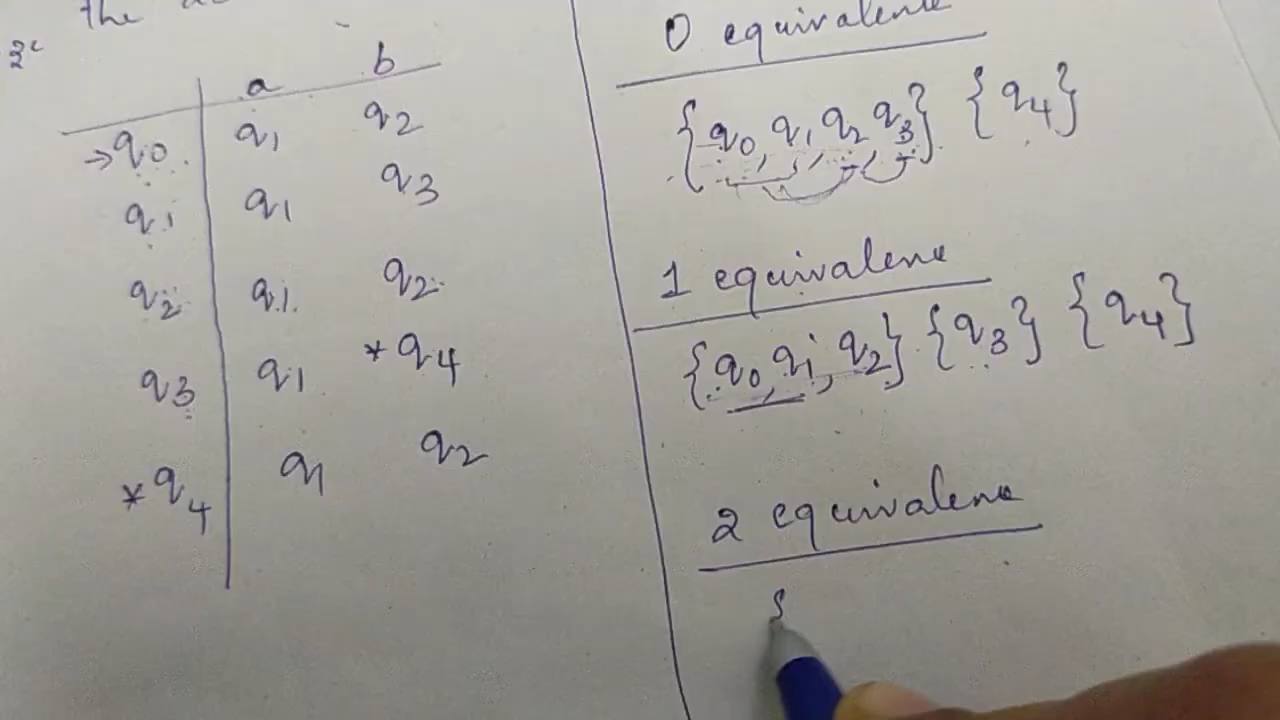 the
2
a b
→q0 q1 q2
q1 q1 q3
q2 q1 q2
q3 q1 *q4
*q4 q1 q2
0 equivalence
{q0, q1, q2, q3} {q4}
1 equivalence
{q0, q1, q2} {q3} {q4}
2 equivalence